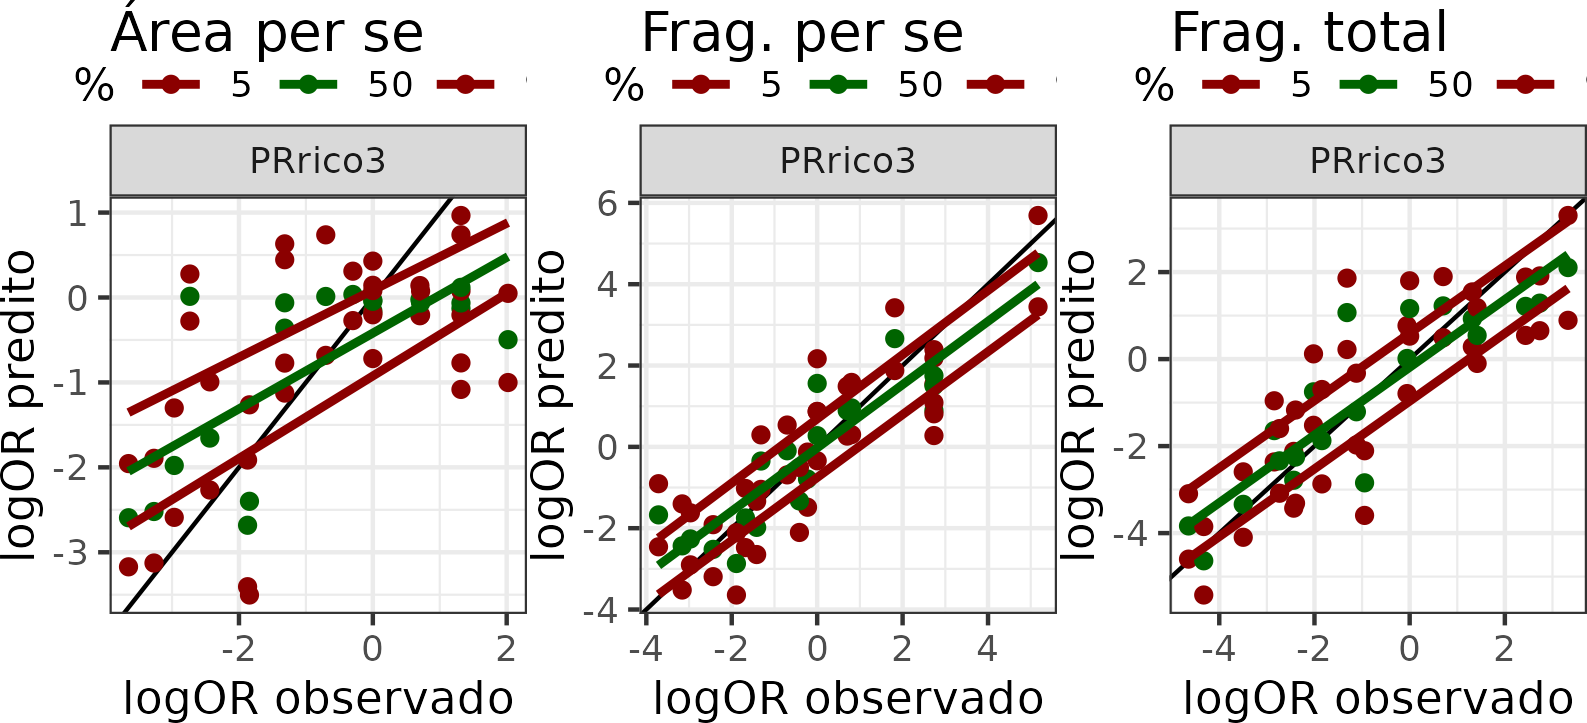 Área per se
% 5 50
PRrico3
1
0
-1
-2
-3
-2 0 2
logOR predito
logOR observado
Frag. per se
% 5 50
PRrico3
6
4
2
0
-2
-4
-4 -2 0 2 4
logOR predito
logOR observado
Frag. total
% 5 50
PRrico3
2
0
-2
-4
-4 -2 0 2
logOR predito
logOR observado